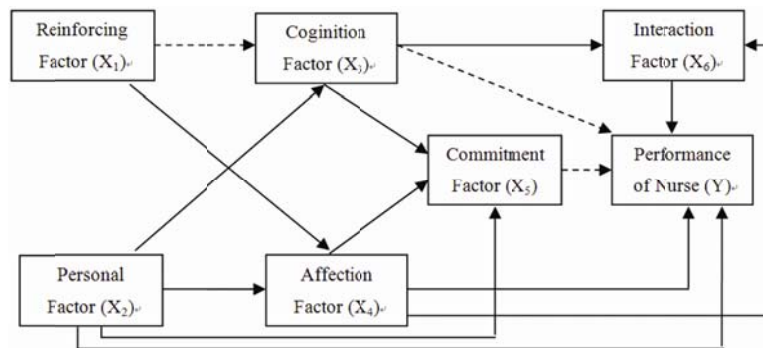 Reinforcing
Factor (X₁)
Coginition
Factor (X₃)
Interaction
Factor (X₆)
Commitment
Factor (X₅)
Performance
of Nurse (Y)
Personal
Factor (X₂)
Affection
Factor (X₄)